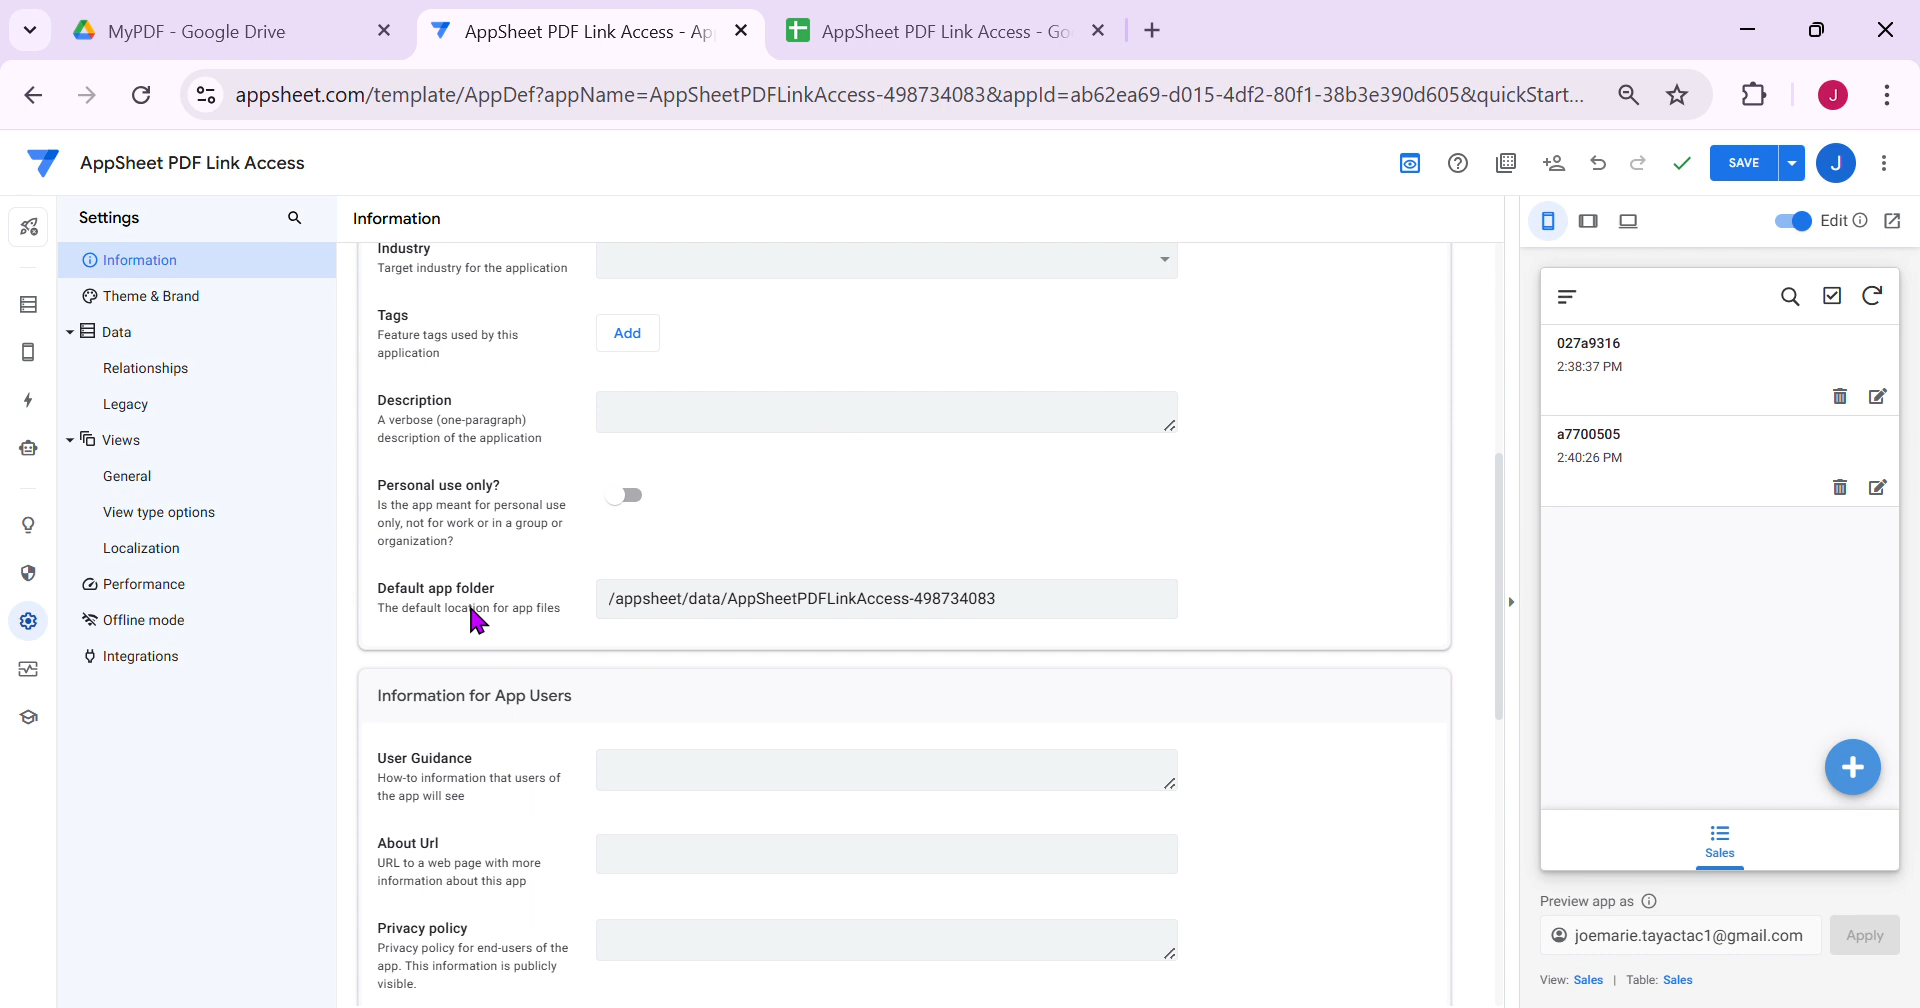 MyPDF - Google Drive
AppSheet PDF Link Access - Ap
AppSheet PDF Link Access - Go
appsheet.com/template/AppDef?appName=AppSheetPDFLinkAccess-498734083&appId=ab62ea69-d015-4df2-80f1-38b3e390d605&quickStart...
J
AppSheet PDF Link Access
SAVE
J
Settings
Information
Theme & Brand
Data
Relationships
Legacy
Views
General
View type options
Localization
Performance
Offline mode
Integrations
Information
Industry
Target industry for the application
Tags
Feature tags used by this
application
Add
Description
A verbose (one-paragraph)
description of the application
Personal use only?
Is the app meant for personal use
only, not for work or in a group or
organization?
Default app folder
The default location for app files
/appsheet/data/AppSheetPDFLinkAccess-498734083
Information for App Users
User Guidance
How-to information that users of
the app will see
About Url
URL to a web page with more
information about this app
Privacy policy
Privacy policy for end-users of the
app. This information is publicly
visible.
Edit
027a9316
2:38:37 PM
a7700505
2:40:26 PM
Sales
Preview app as
joemarie.tayactac1@gmail.com
Apply
View: Sales | Table: Sales